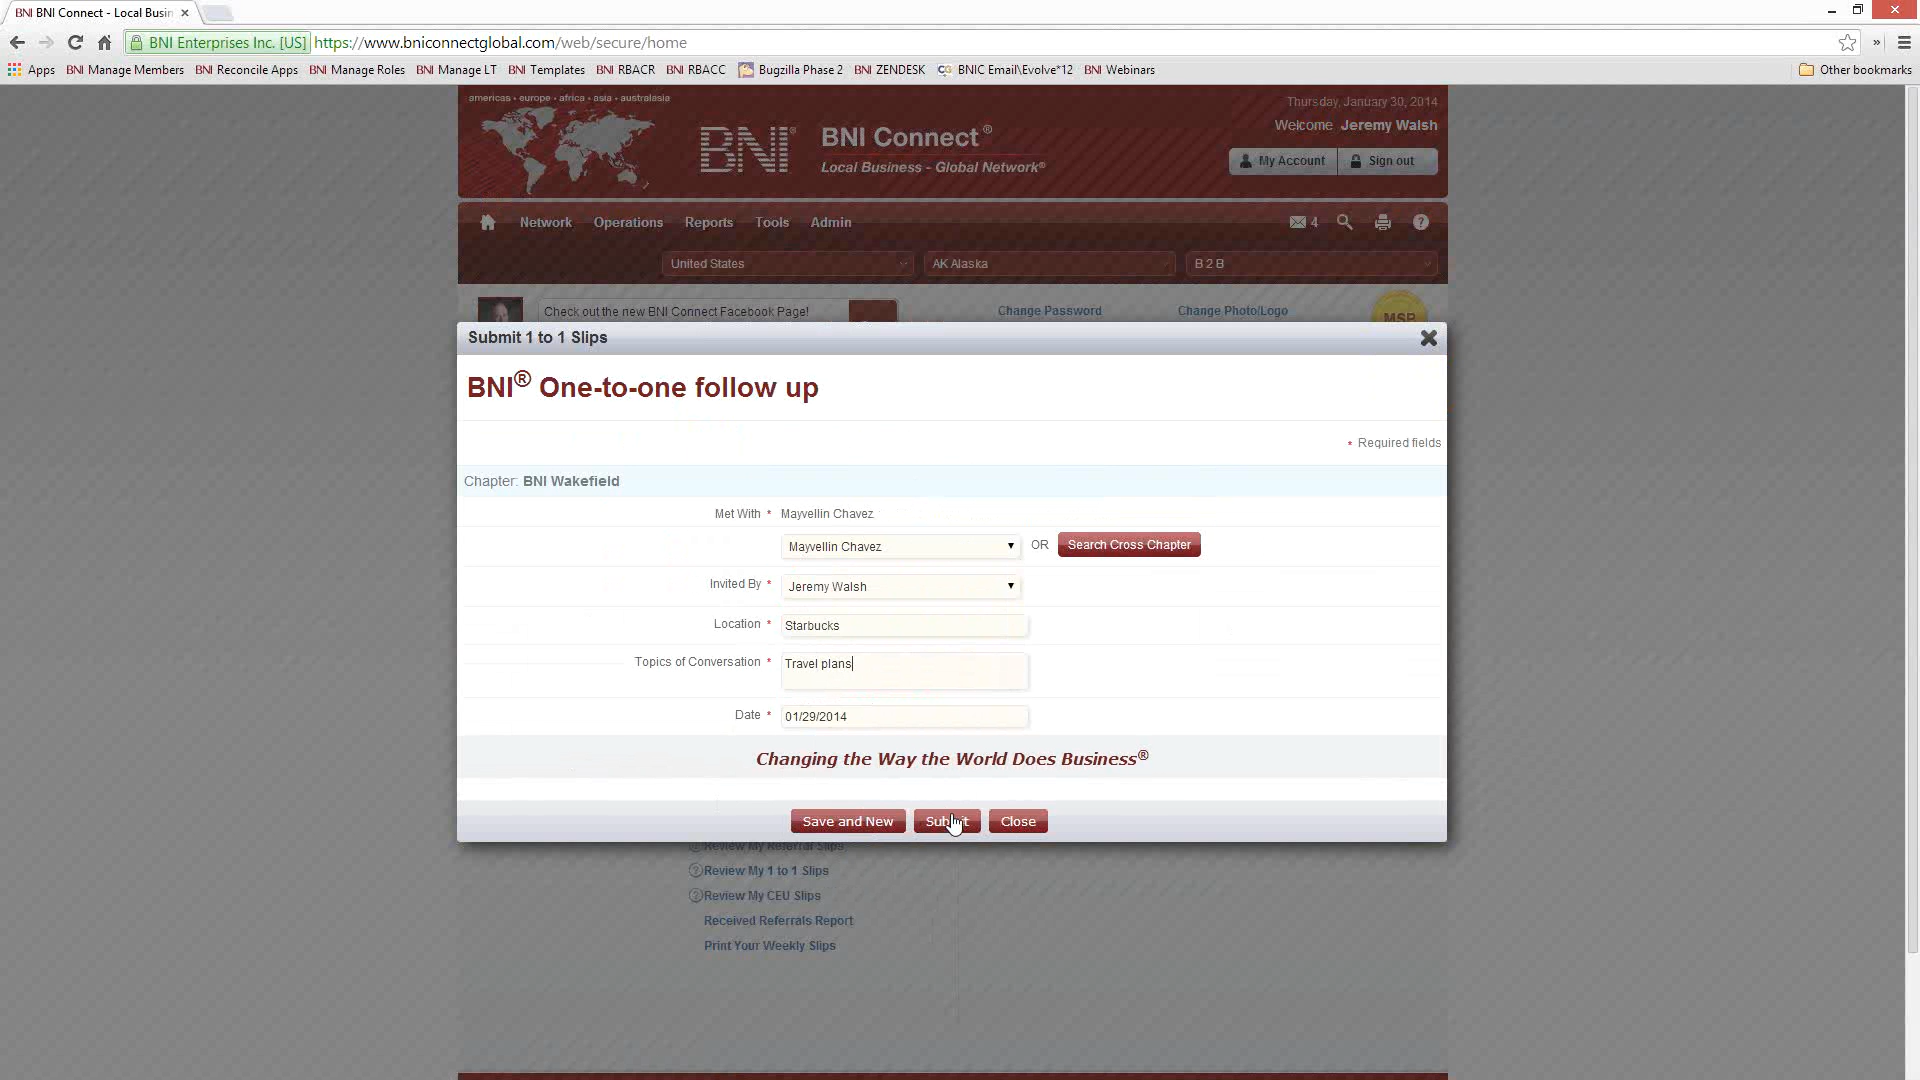 BNI BNI Connect - Local Busin
BNI Enterprises Inc. [US] https://www.bniconnectglobal.com/web/secure/home
Apps BNI Manage Members BNI Reconcile Apps BNI Manage Roles BNI Manage LT BNI Templates BNI RBACR BNI RBACC Bugzilla Phase 2 BNI ZENDESK CG BNIC Email\Evolve*12 BNI Webinars » Other bookmarks
americas • europe • africa • asia • australasia
Thursday, January 30, 2014
Welcome Jeremy Walsh
BNI® BNI Connect®
Local Business - Global Network®
My Account Sign out
Network Operations Reports Tools Admin 4 ?
United States AK Alaska B 2 B
Check out the new BNI Connect Facebook Page! Change Password Change Photo/Logo MSP
Submit 1 to 1 Slips
BNI® One-to-one follow up
* Required fields
Chapter: BNI Wakefield
Met With * Mayvellin Chavez
Mayvellin Chavez OR Search Cross Chapter
Invited By * Jeremy Walsh
Location * Starbucks
Topics of Conversation * Travel plans
Date * 01/29/2014
Changing the Way the World Does Business®
Save and New Submit Close
Review My Referral Slips
? Review My 1 to 1 Slips
? Review My CEU Slips
Received Referrals Report
Print Your Weekly Slips